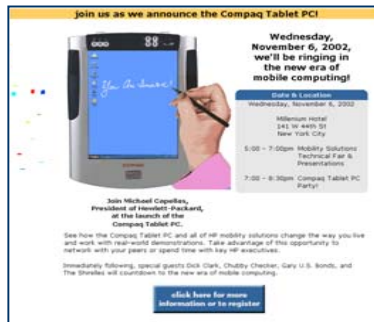 join us as we announce the Compaq Tablet PC!
Wednesday,
November 6, 2002,
we'll be ringing in
the new era of
mobile computing!
You Are Invited!
COMPAQ
Date & Location
Wednesday, November 6, 2002
Millenium Hotel
141 W 44th St
New York City
5:00 – 7:00pm Mobility Solutions
Technical Fair &
Presentations
7:00 – 8:30pm Compaq Tablet PC
Party!
Join Michael Capellas,
President of Hewlett-Packard,
at the launch of the
Compaq Tablet PC.
See how the Compaq Tablet PC and all of HP mobility solutions change the way you live
and work with real-world demonstrations. Take advantage of this opportunity to
network with your peers or spend time with key HP executives.
Immediately following, special guests Dick Clark, Chubby Checker, Gary U.S. Bonds, and
The Shirelles will countdown to the new era of mobile computing.
click here for more
information or to register